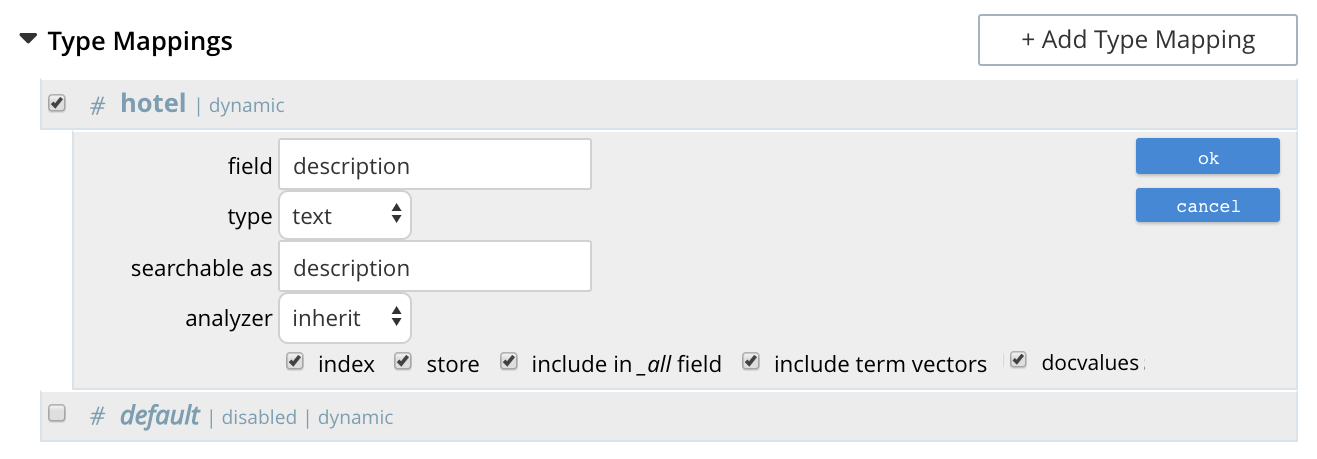 Type Mappings
+ Add Type Mapping
# hotel | dynamic
field description
ok
type text
cancel
searchable as description
analyzer inherit
index store include in _all field include term vectors docvalues
# default | disabled | dynamic